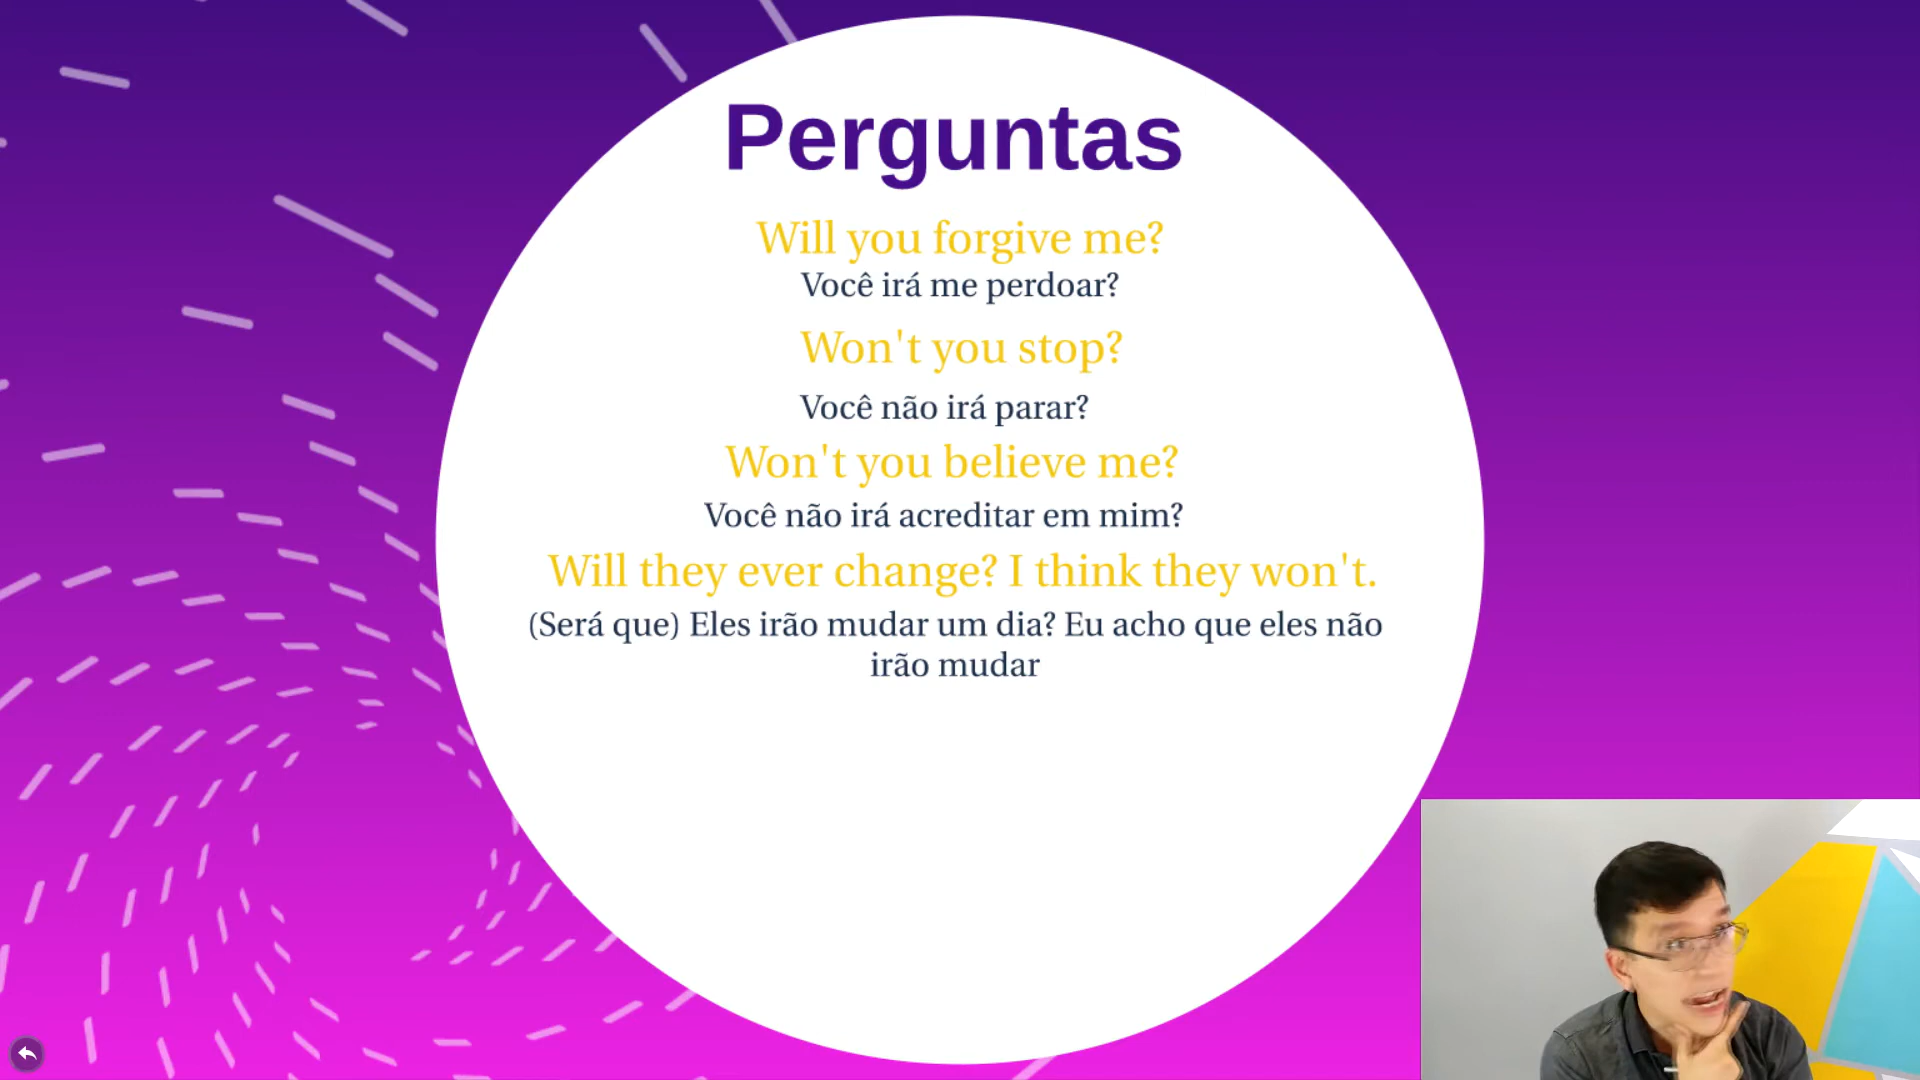 Perguntas
Will you forgive me?
Você irá me perdoar?
Won't you stop?
Você não irá parar?
Won't you believe me?
Você não irá acreditar em mim?
Will they ever change? I think they won't.
(Será que) Eles irão mudar um dia? Eu acho que eles não
irão mudar